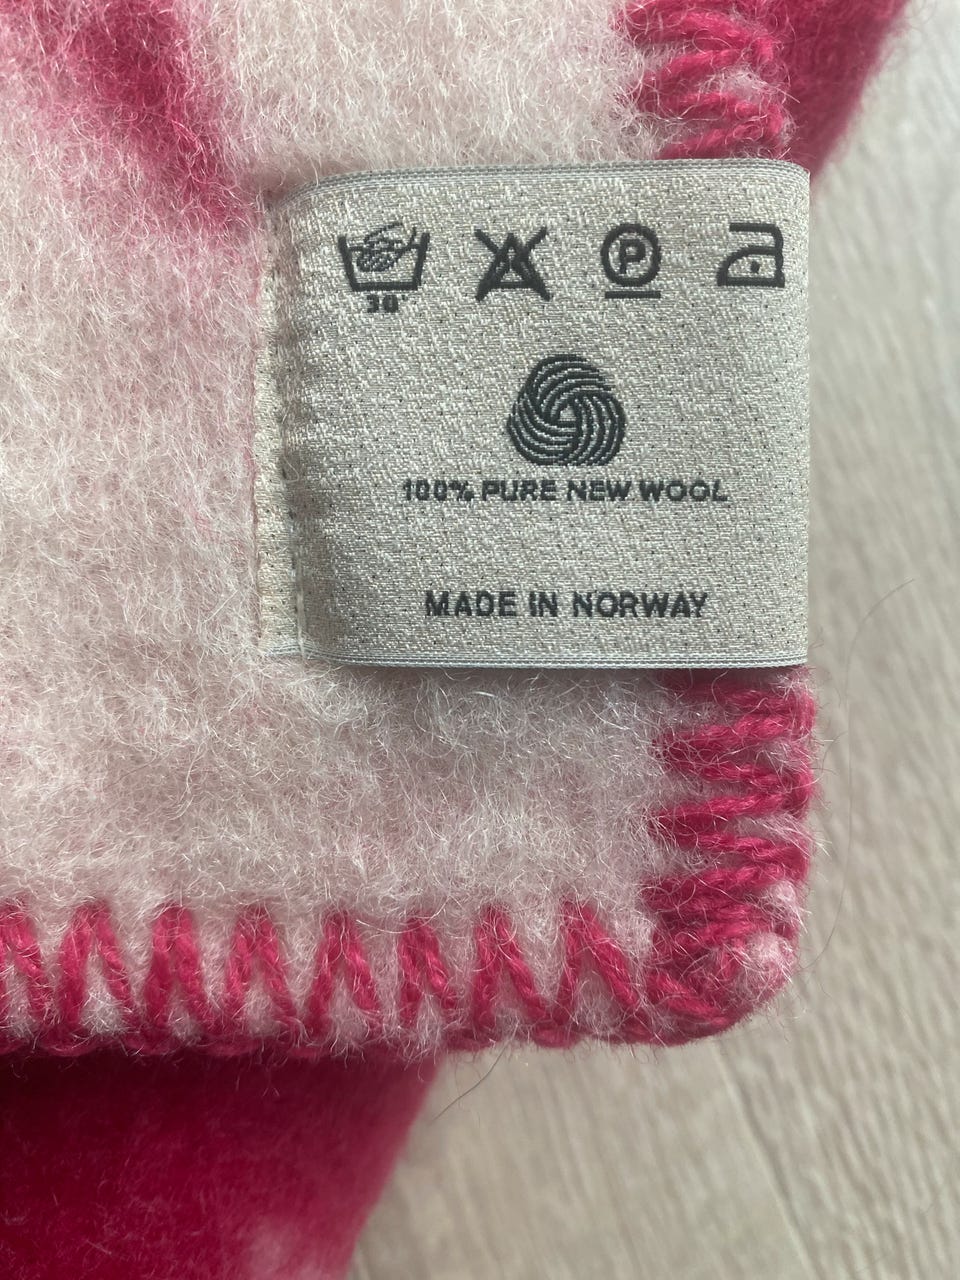 30°
P
100% PURE NEW WOOL
MADE IN NORWAY